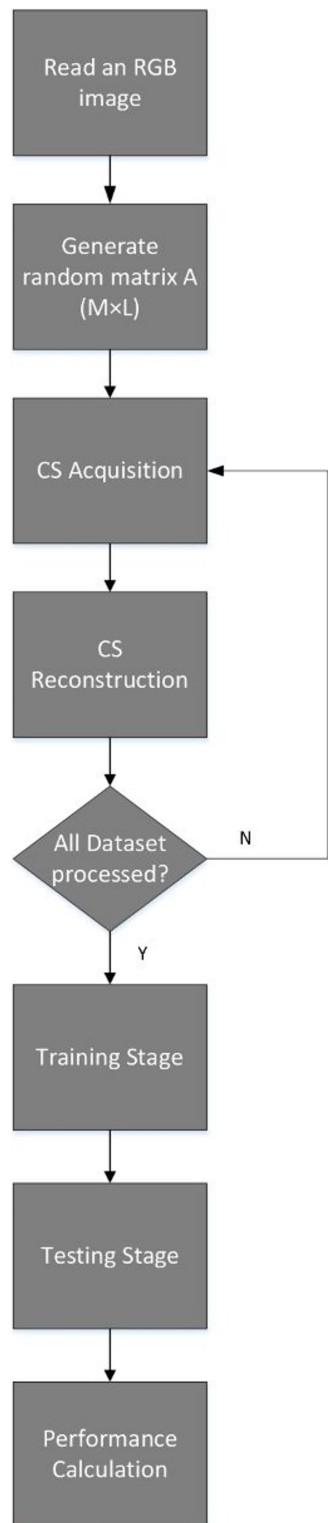 Read an RGB
image
Generate
random matrix A
(M×L)
CS Acquisition
CS
Reconstruction
All Dataset
processed?
N
Y
Training Stage
Testing Stage
Performance
Calculation